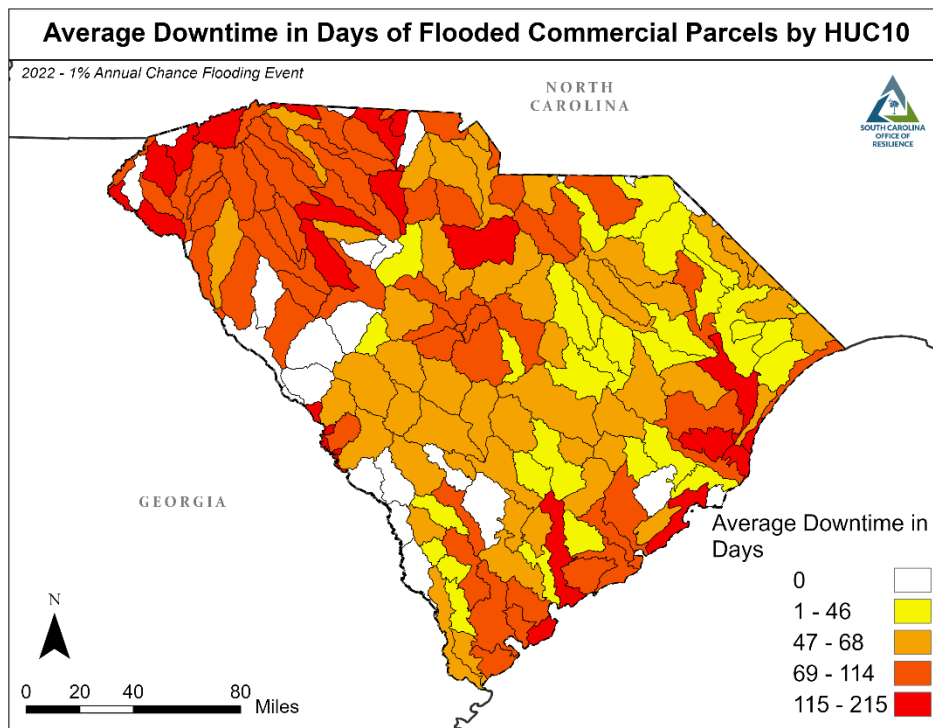 Average Downtime in Days of Flooded Commercial Parcels by HUC10
2022 - 1% Annual Chance Flooding Event
NORTH
CAROLINA
SOUTH CAROLINA
OFFICE OF
RESILIENCE
GEORGIA
Average Downtime in
Days
0
1 - 46
47 - 68
69 - 114
115 - 215
N
0 20 40 80
Miles